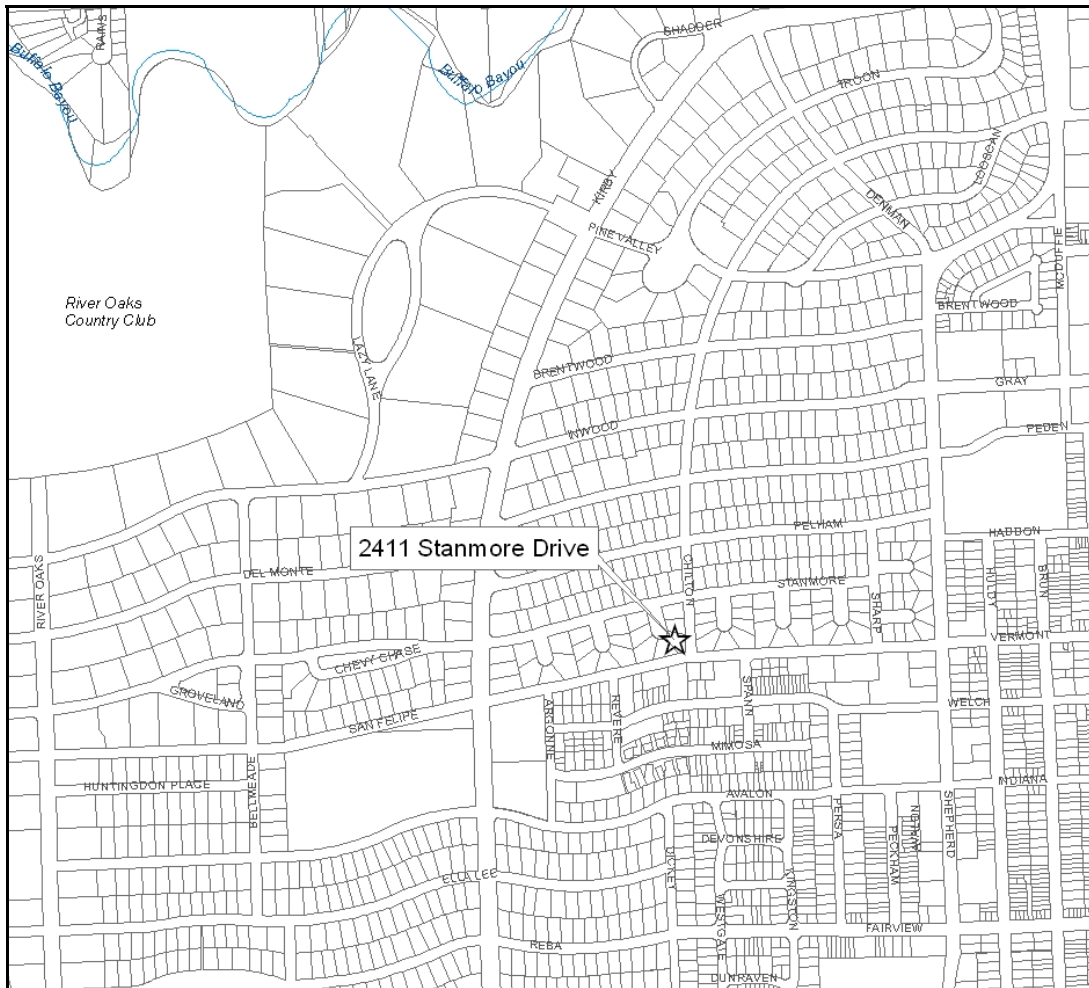 RAINS
SHADDER
Buffalo Bayou
Buffalo Bayou
TROON
LOOSCAN
KIRBY
DENMAN
PINE VALLEY
MCDUFFIE
River Oaks
Country Club
BRENTWOOD
LAZY LANE
BRENTWOOD
GRAY
INWOOD
PEDEN
PELHAM
HADDON
2411 Stanmore Drive
DEL MONTE
CHILTON
STANMORE
HULDY
BRUN
RIVER OAKS
SHARP
VERMONT
CHEVY CHASE
GROVELAND
SPANN
WELCH
REVERE
ARGONNE
SAN FELIPE
MIMOSA
HUNTINGDON PLACE
BELLMEADE
AVALON
INDIANA
PERSA
SHEPHERD
DEVONSHIRE
PECKHAM
ELLA LEE
DICKEY
KINGSTON
WESTGATE
FAIRVIEW
REBA
DUNRAVEN